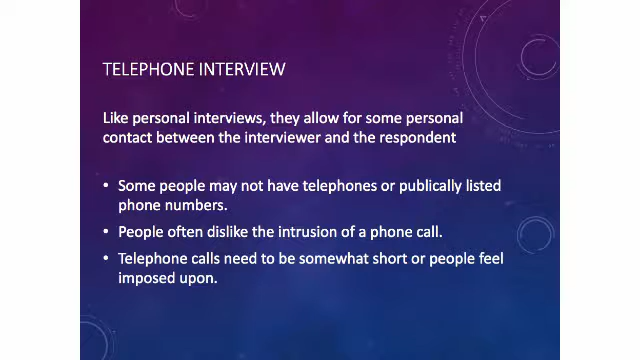 TELEPHONE INTERVIEW
Like personal interviews, they allow for some personal
contact between the interviewer and the respondent
• Some people may not have telephones or publically listed
phone numbers.
• People often dislike the intrusion of a phone call.
• Telephone calls need to be somewhat short or people feel
imposed upon.